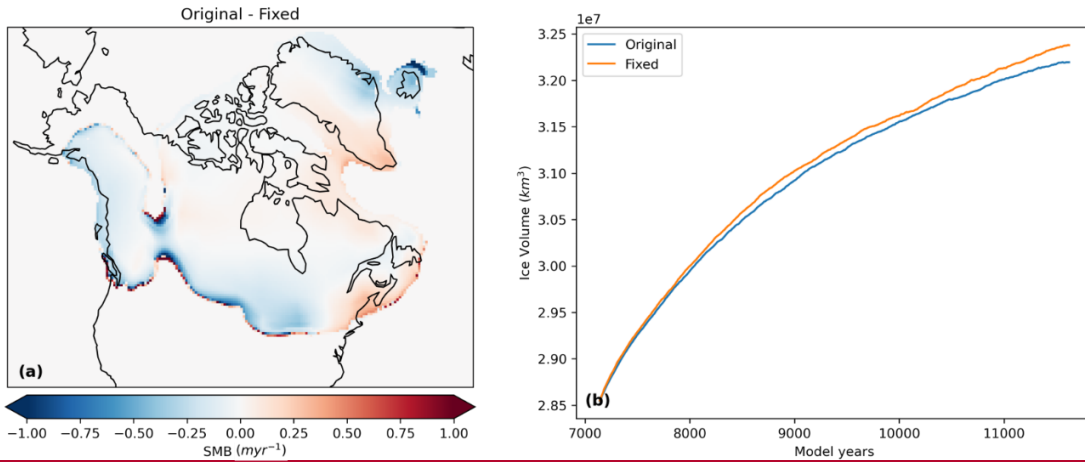 Original - Fixed
(a)
−1.00 −0.75 −0.50 −0.25 0.00 0.25 0.50 0.75 1.00
SMB (myr⁻¹)
1e7
Original
Fixed
3.25
3.20
3.15
3.10
3.05
3.00
2.95
2.90
2.85
Ice Volume (km³)
(b)
7000 8000 9000 10000 11000
Model years